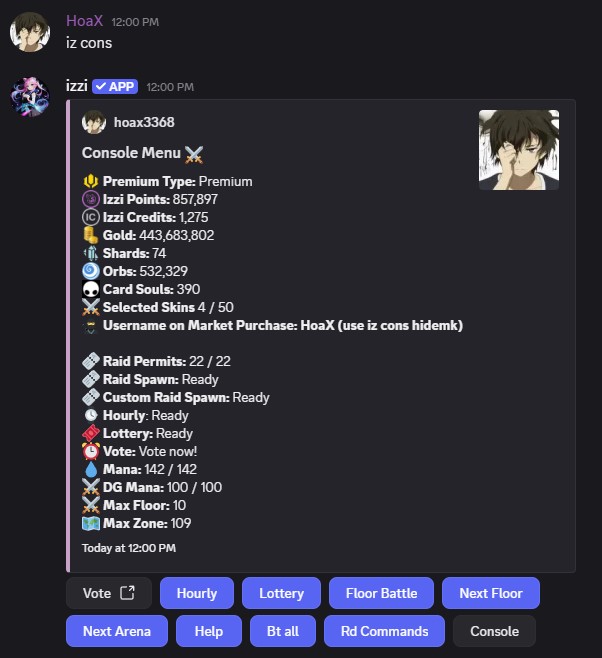 HoaX 12:00 PM
iz cons
izzi APP 12:00 PM
hoax3368
Console Menu
Premium Type: Premium
Izzi Points: 857,897
IC Izzi Credits: 1,275
Gold: 443,683,802
Shards: 74
Orbs: 532,329
Card Souls: 390
Selected Skins 4 / 50
Username on Market Purchase: HoaX (use iz cons hidemk)
Raid Permits: 22 / 22
Raid Spawn: Ready
Custom Raid Spawn: Ready
Hourly: Ready
Lottery: Ready
Vote: Vote now!
Mana: 142 / 142
DG Mana: 100 / 100
Max Floor: 10
Max Zone: 109
Today at 12:00 PM
Vote Hourly Lottery Floor Battle Next Floor
Next Arena Help Bt all Rd Commands Console